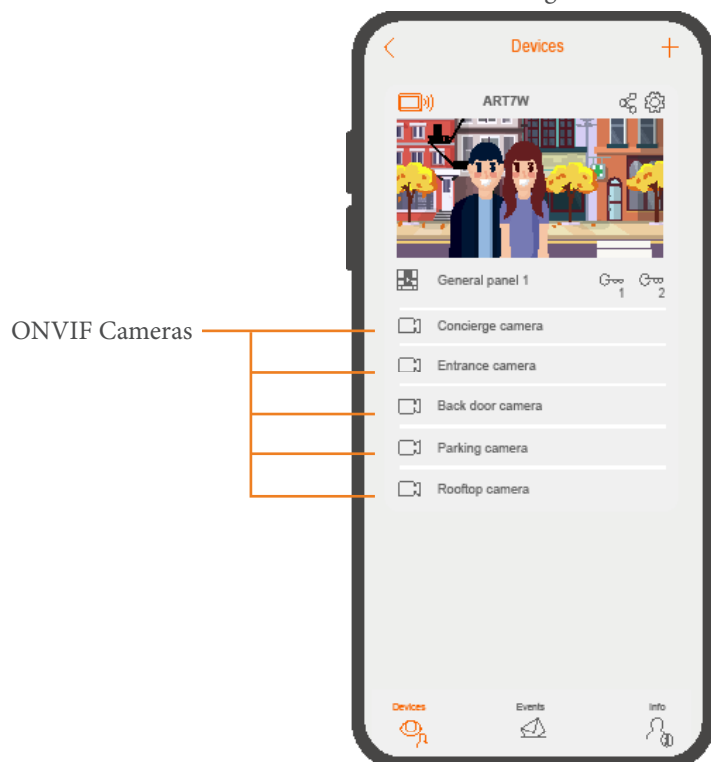 Devices
ART7W
General panel 1
1 2
ONVIF Cameras
Concierge camera
Entrance camera
Back door camera
Parking camera
Rooftop camera
Devices Events Info